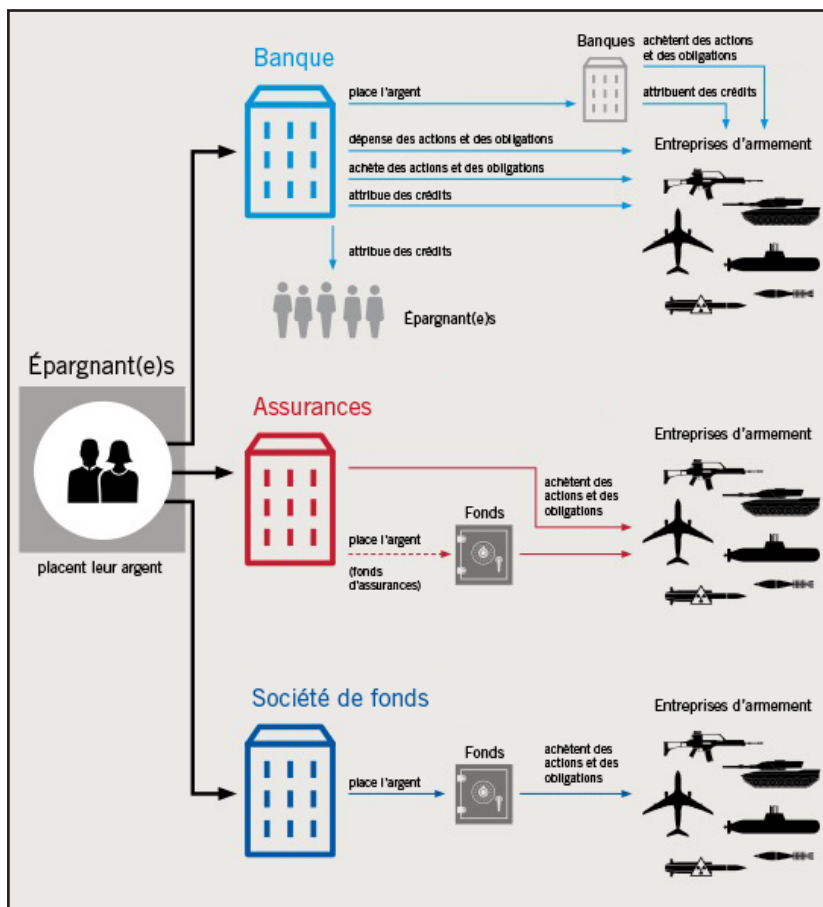 Banque
Banques
achètent des actions
et des obligations
place l'argent
attribuent des crédits
dépense des actions et des obligations
Entreprises d'armement
achète des actions et des obligations
attribue des crédits
attribue des crédits
Épargnant(e)s
Épargnant(e)s
placent leur argent
Assurances
Entreprises d'armement
achètent des
actions et des
obligations
Fonds
place l'argent
(fonds
d'assurances)
Société de fonds
Entreprises d'armement
Fonds
achètent des
actions et des
obligations
place l'argent